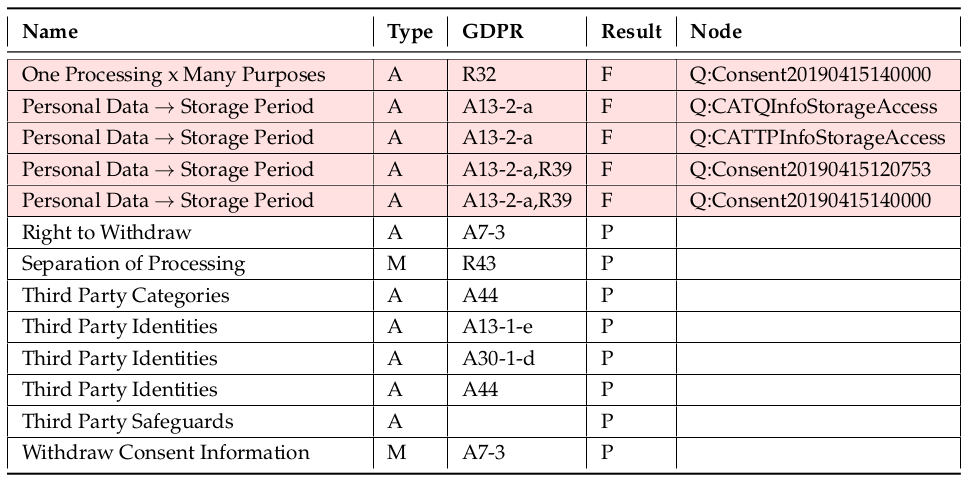 Name Type GDPR Result Node
One Processing x Many Purposes A R32 F Q:Consent20190415140000
Personal Data → Storage Period A A13-2-a F Q:CATQInfoStorageAccess
Personal Data → Storage Period A A13-2-a F Q:CATTPInfoStorageAccess
Personal Data → Storage Period A A13-2-a,R39 F Q:Consent20190415120753
Personal Data → Storage Period A A13-2-a,R39 F Q:Consent20190415140000
Right to Withdraw A A7-3 P
Separation of Processing M R43 P
Third Party Categories A A44 P
Third Party Identities A A13-1-e P
Third Party Identities A A30-1-d P
Third Party Identities A A44 P
Third Party Safeguards A P
Withdraw Consent Information M A7-3 P